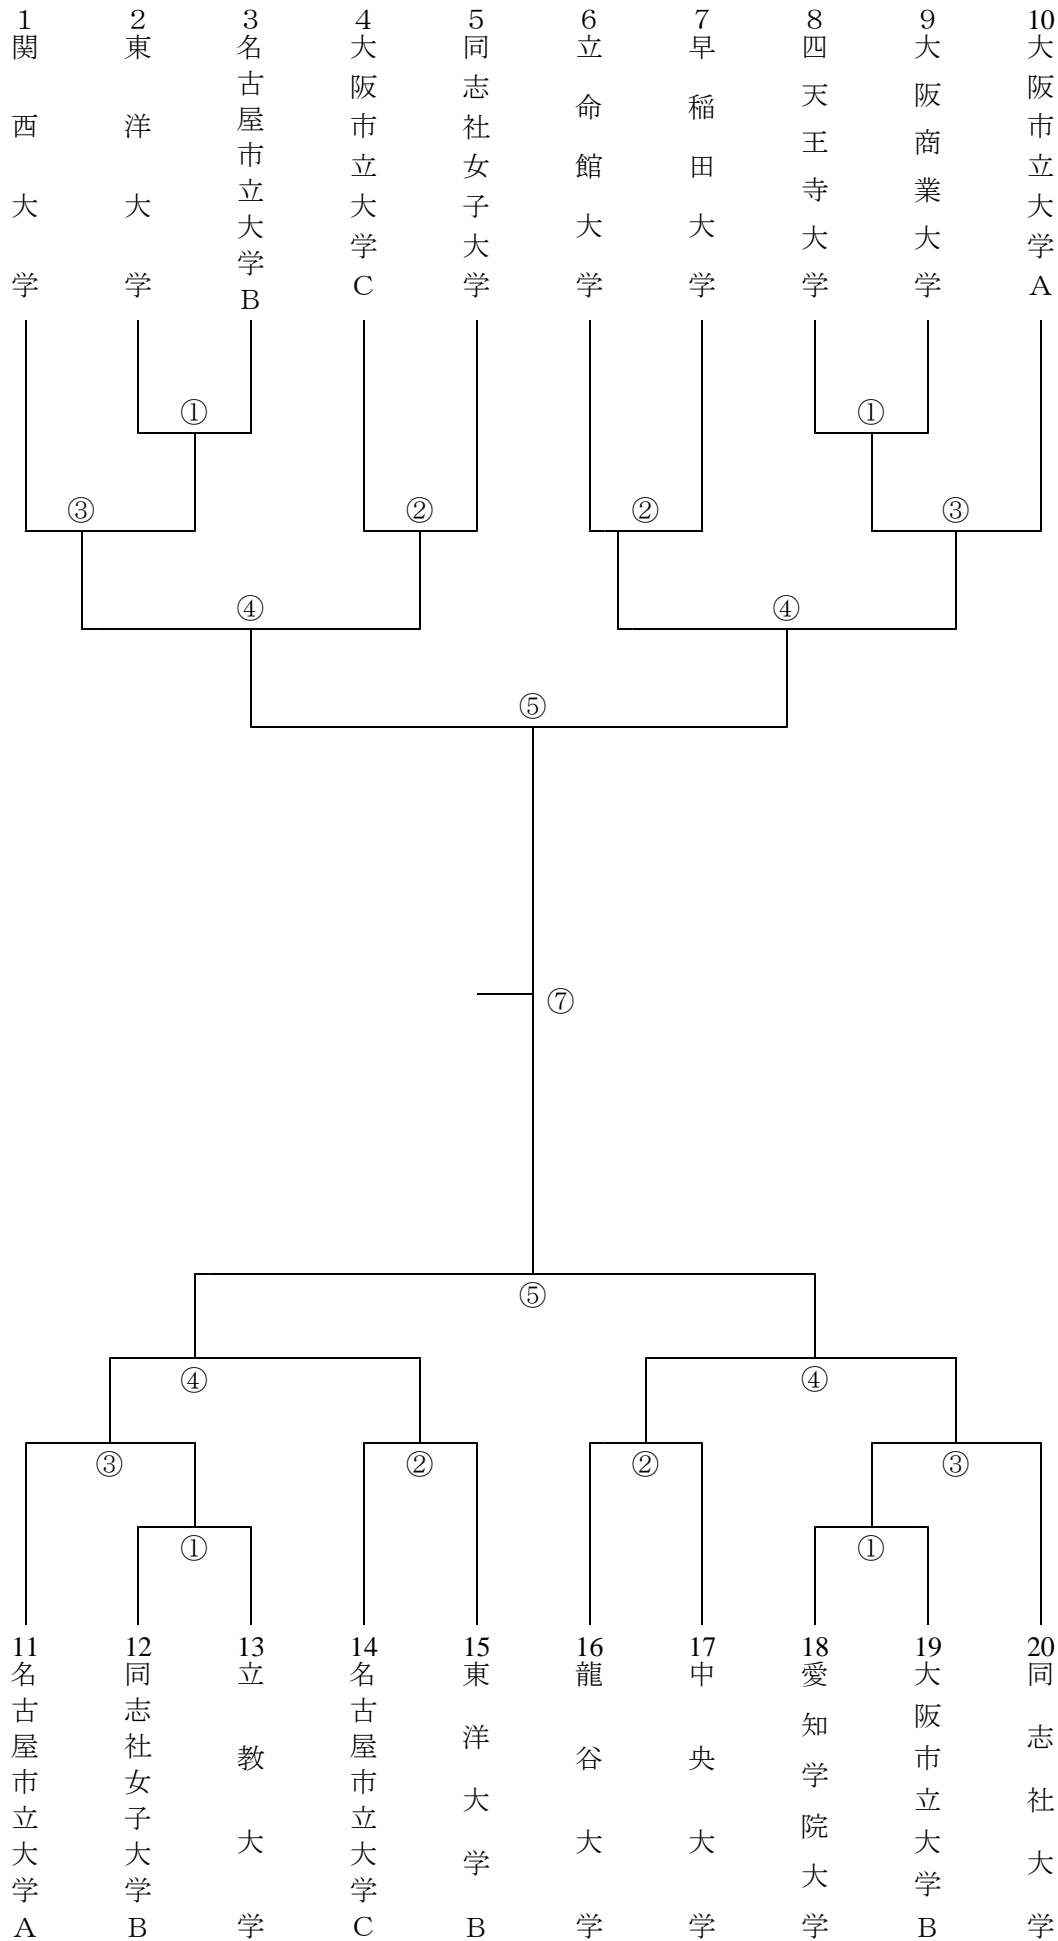 1 2 3 4 5 6 7 8 9 10
関西大学
東洋大学
名古屋市立大学B
大阪市立大学C
同志社女子大学
立命館大学
早稲田大学
四天王寺大学
大阪商業大学
大阪市立大学A
① ①
③ ② ② ③
④ ④
⑤
⑦
⑤
④ ④
③ ② ② ③
① ①
11 12 13 14 15 16 17 18 19 20
名古屋市立大学A
同志社女子大学B
立教大学
名古屋市立大学C
東洋大学B
龍谷大学
中央大学
愛知学院大学
大阪市立大学B
同志社大学